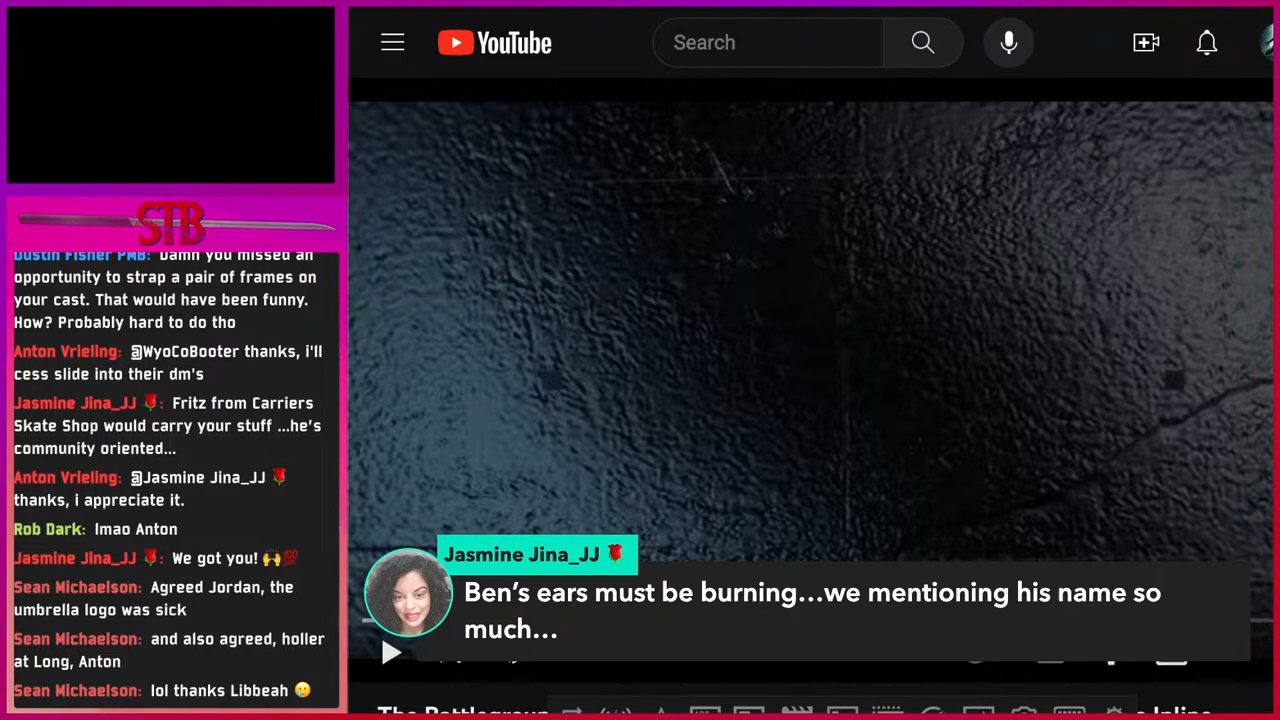 YouTube
Search
STB
Dustin Fisher PMB: Damn you missed an
opportunity to strap a pair of frames on
your cast. That would have been funny.
How? Probably hard to do tho
Anton Vrieling: @WyoCoBooter thanks, i'll
cess slide into their dm's
Jasmine Jina_JJ 🌹: Fritz from Carriers
Skate Shop would carry your stuff ...he's
community oriented...
Anton Vrieling: @Jasmine Jina_JJ 🌹
thanks, i appreciate it.
Rob Dark: lmao Anton
Jasmine Jina_JJ 🌹: We got you! 🙌💯
Sean Michaelson: Agreed Jordan, the
umbrella logo was sick
Sean Michaelson: and also agreed, holler
at Long, Anton
Sean Michaelson: lol thanks Libbeah 🥲
Jasmine Jina_JJ 🌹
Ben's ears must be burning...we mentioning his name so
much...
The Battleground
Inline